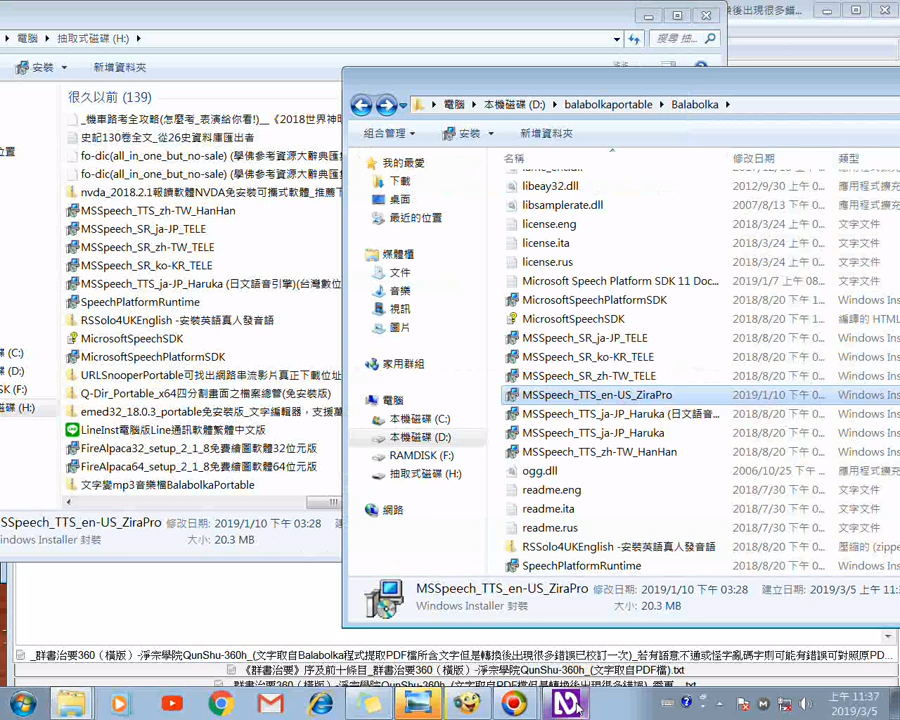 後出現很多錯...
電腦 ▸ 抽取式磁碟 (H:) ▸
搜尋 抽...
安裝 ▾ 新增資料夾
很久以前 (139)
_機車路考全攻略(怎麼考_表演給你看!)__《2018世界神
史記130卷全文_從26史資料庫匯出者
fo-dic(all_in_one_but_no-sale) (學佛參考資源大辭典匯集
fo-dic(all_in_one_but_no-sale) (學佛參考資源大辭典匯集
nvda_2018.2.1報讀軟體NVDA免安裝可攜式軟體_推薦下
MSSpeech_TTS_zh-TW_HanHan
MSSpeech_SR_ja-JP_TELE
MSSpeech_SR_zh-TW_TELE
MSSpeech_SR_ko-KR_TELE
MSSpeech_TTS_ja-JP_Haruka (日文語音引擎)(台灣數位
SpeechPlatformRuntime
RSSolo4UKEnglish -安裝英語真人發音語
MicrosoftSpeechSDK
MicrosoftSpeechPlatformSDK
URLSnooperPortable可找出網路串流影片真正下載位址
Q-Dir_Portable_x64四分割畫面之檔案總管(免安裝版)
emed32_18.0.3_portable免安裝版_文字編輯器，支援萬
LineInst電腦版Line通訊軟體繁體中文版
FireAlpaca32_setup_2_1_8免費繪圖軟體32位元版
FireAlpaca64_setup_2_1_8免費繪圖軟體64位元版
文字變mp3音樂檔BalabolkaPortable
位置
(C:)
(D:)
SK (F:)
磁碟 (H:)
SSpeech_TTS_en-US_ZiraPro 修改日期: 2019/1/10 下午 03:28
indows Installer 封裝 大小: 20.3 MB
電腦 ▸ 本機磁碟 (D:) ▸ balabolkaportable ▸ Balabolka ▸
組合管理 ▾ 安裝 ▾ 新增資料夾
我的最愛
下載
桌面
最近的位置
媒體櫃
文件
音樂
視訊
圖片
家用群組
電腦
本機磁碟 (C:)
本機磁碟 (D:)
RAMDISK (F:)
抽取式磁碟 (H:)
網路
名稱 修改日期 類型
libeay32.dll 2012/9/30 上午 0... 應用程式擴充
libsamplerate.dll 2007/8/13 下午 0... 應用程式擴充
license.eng 2018/3/24 上午 0... 文字文件
license.ita 2018/3/24 上午 0... 文字文件
license.rus 2018/3/24 上午 0... 文字文件
Microsoft Speech Platform SDK 11 Doc... 2019/1/7 上午 08... 文字文件
MicrosoftSpeechPlatformSDK 2018/8/20 下午 1... Windows Ins
MicrosoftSpeechSDK 2018/8/20 下午 1... 編譯的 HTML
MSSpeech_SR_ja-JP_TELE 2018/8/20 下午 0... Windows Ins
MSSpeech_SR_ko-KR_TELE 2018/8/20 下午 0... Windows Ins
MSSpeech_SR_zh-TW_TELE 2018/8/20 下午 0... Windows Ins
MSSpeech_TTS_en-US_ZiraPro 2019/1/10 下午 0... Windows Ins
MSSpeech_TTS_ja-JP_Haruka (日文語音... 2018/8/20 下午 0... Windows Ins
MSSpeech_TTS_ja-JP_Haruka 2018/8/20 下午 0... Windows Ins
MSSpeech_TTS_zh-TW_HanHan 2018/8/20 下午 0... Windows Ins
ogg.dll 2006/10/25 下午 ... 應用程式擴充
readme.eng 2018/7/30 下午 0... 文字文件
readme.ita 2018/7/30 下午 0... 文字文件
readme.rus 2018/7/30 下午 0... 文字文件
RSSolo4UKEnglish -安裝英語真人發音語 2018/8/20 下午 0... 壓縮的 (zippe
SpeechPlatformRuntime 2018/8/20 下午 0... Windows Ins
MSSpeech_TTS_en-US_ZiraPro 修改日期: 2019/1/10 下午 03:28 建立日期: 2019/3/5 上午 11:
Windows Installer 封裝 大小: 20.3 MB
_群書治要360（橫版）-淨宗學院QunShu-360h_(文字取自Balabolka程式提取PDF檔所含文字但是轉換後出現很多錯誤已校訂一次)_若有語意不通或怪字亂碼字則可能有錯誤可對照原PD...
《群書治要》序及前十條目_群書治要360（橫版）-淨宗學院QunShu-360h_(文字取自PDF檔).txt
上午 11:37
2019/3/5